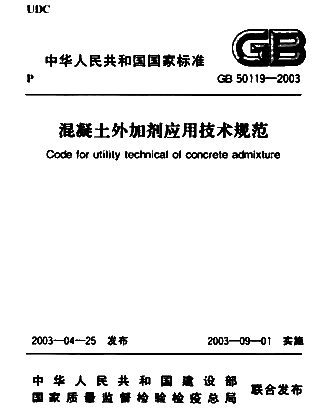 UDC
中华人民共和国国家标准
GB
P
GB 50119—2003
混凝土外加剂应用技术规范
Code for utility technical of concrete admixture
2003—04—25 发布
2003—09—01 实施
中华人民共和国建设部
国家质量监督检验检疫总局
联合发布